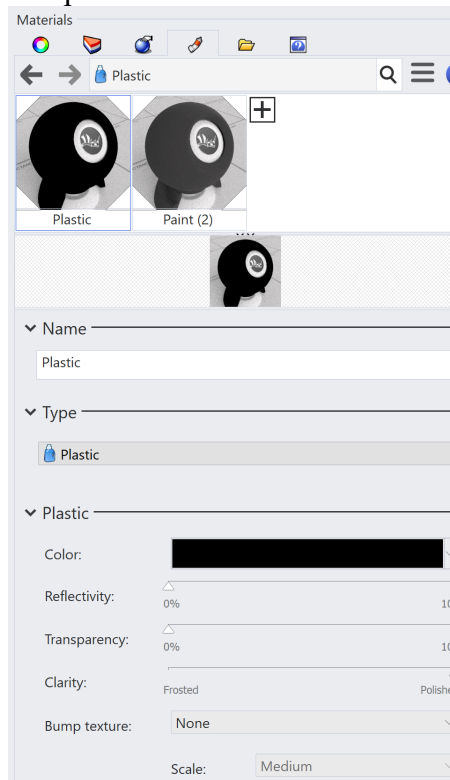 Materials
Plastic
Plastic
Paint (2)
Name
Plastic
Type
Plastic
Plastic
Color:
Reflectivity:
0%
Transparency:
0%
Clarity:
Frosted
Bump texture:
None
Scale:
Medium